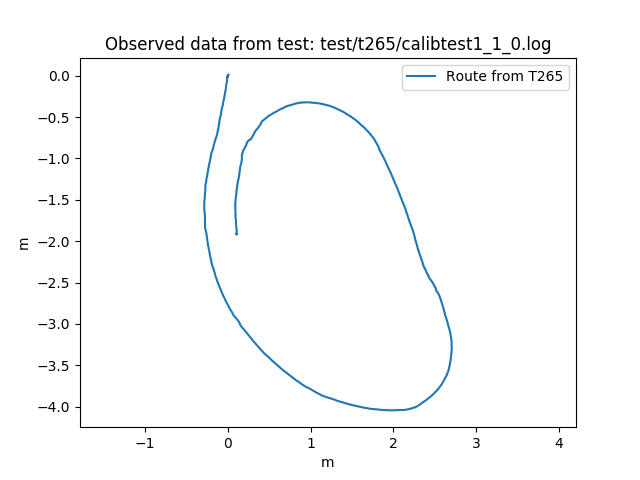 Observed data from test: test/t265/calibtest1_1_0.log
Route from T265
0.0
−0.5
−1.0
−1.5
−2.0
−2.5
−3.0
−3.5
−4.0
m
−1 0 1 2 3 4
m